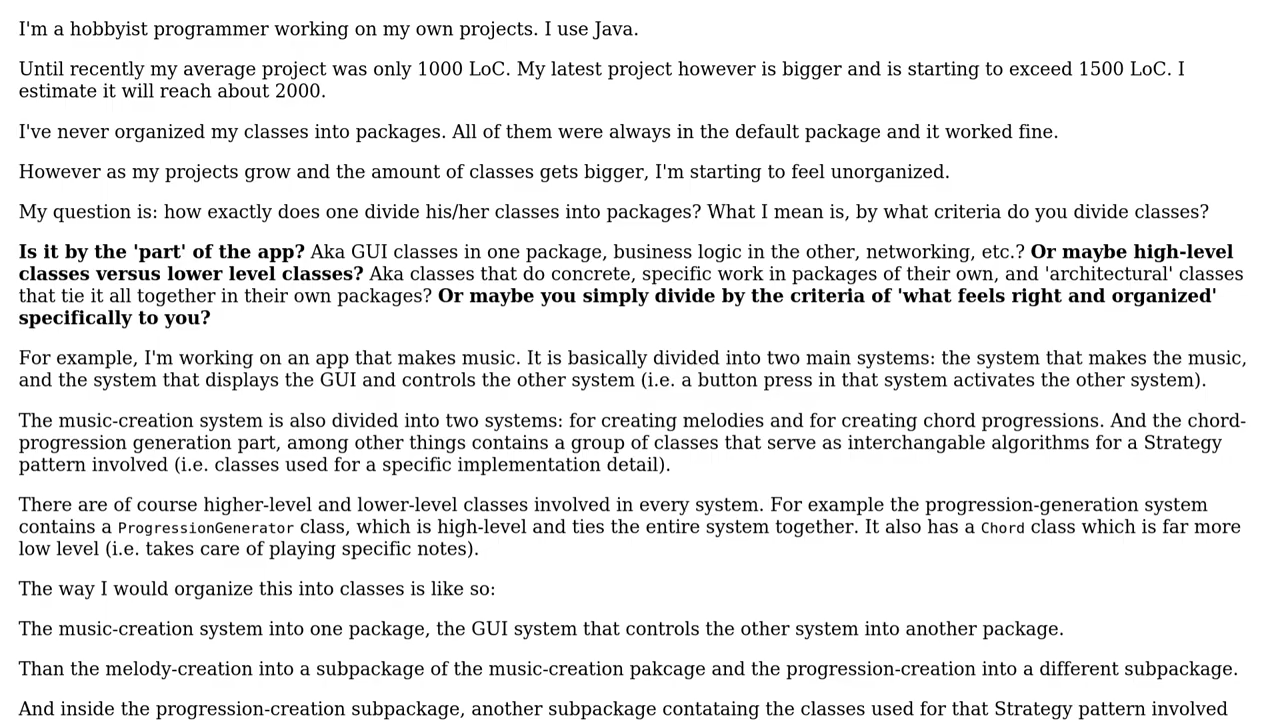 I'm a hobbyist programmer working on my own projects. I use Java.
Until recently my average project was only 1000 LoC. My latest project however is bigger and is starting to exceed 1500 LoC. I
estimate it will reach about 2000.
I've never organized my classes into packages. All of them were always in the default package and it worked fine.
However as my projects grow and the amount of classes gets bigger, I'm starting to feel unorganized.
My question is: how exactly does one divide his/her classes into packages? What I mean is, by what criteria do you divide classes?
Is it by the 'part' of the app? Aka GUI classes in one package, business logic in the other, networking, etc.? Or maybe high-level
classes versus lower level classes? Aka classes that do concrete, specific work in packages of their own, and 'architectural' classes
that tie it all together in their own packages? Or maybe you simply divide by the criteria of 'what feels right and organized'
specifically to you?
For example, I'm working on an app that makes music. It is basically divided into two main systems: the system that makes the music,
and the system that displays the GUI and controls the other system (i.e. a button press in that system activates the other system).
The music-creation system is also divided into two systems: for creating melodies and for creating chord progressions. And the chord-
progression generation part, among other things contains a group of classes that serve as interchangable algorithms for a Strategy
pattern involved (i.e. classes used for a specific implementation detail).
There are of course higher-level and lower-level classes involved in every system. For example the progression-generation system
contains a ProgressionGenerator class, which is high-level and ties the entire system together. It also has a Chord class which is far more
low level (i.e. takes care of playing specific notes).
The way I would organize this into classes is like so:
The music-creation system into one package, the GUI system that controls the other system into another package.
Than the melody-creation into a subpackage of the music-creation pakcage and the progression-creation into a different subpackage.
And inside the progression-creation subpackage, another subpackage contataing the classes used for that Strategy pattern involved